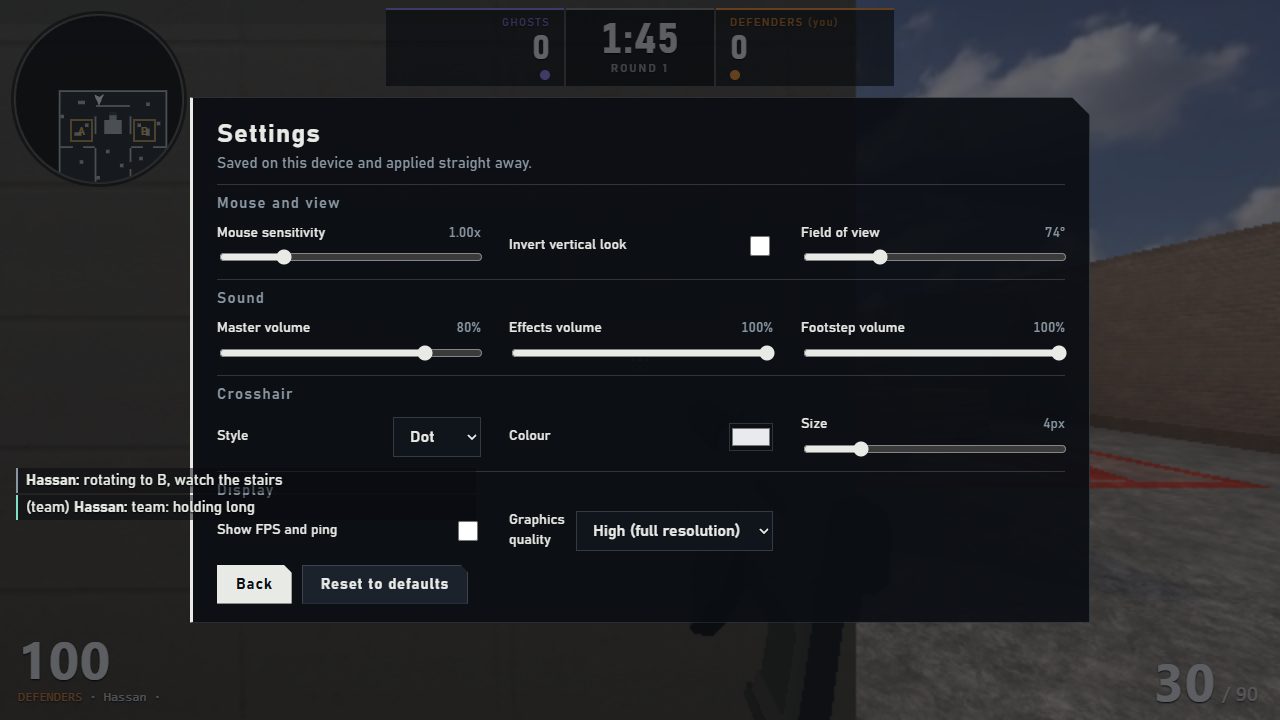 GHOSTS
0
1:45
ROUND 1
DEFENDERS (you)
0
A
B
Settings
Saved on this device and applied straight away.
Mouse and view
Mouse sensitivity 1.00x
Invert vertical look
Field of view 74°
Sound
Master volume 80%
Effects volume 100%
Footstep volume 100%
Crosshair
Style Dot
Colour
Size 4px
Hassan: rotating to B, watch the stairs
Display
(team) Hassan: team: holding long
Show FPS and ping
Graphics
quality
High (full resolution)
Back
Reset to defaults
100
DEFENDERS · Hassan ·
30 / 90